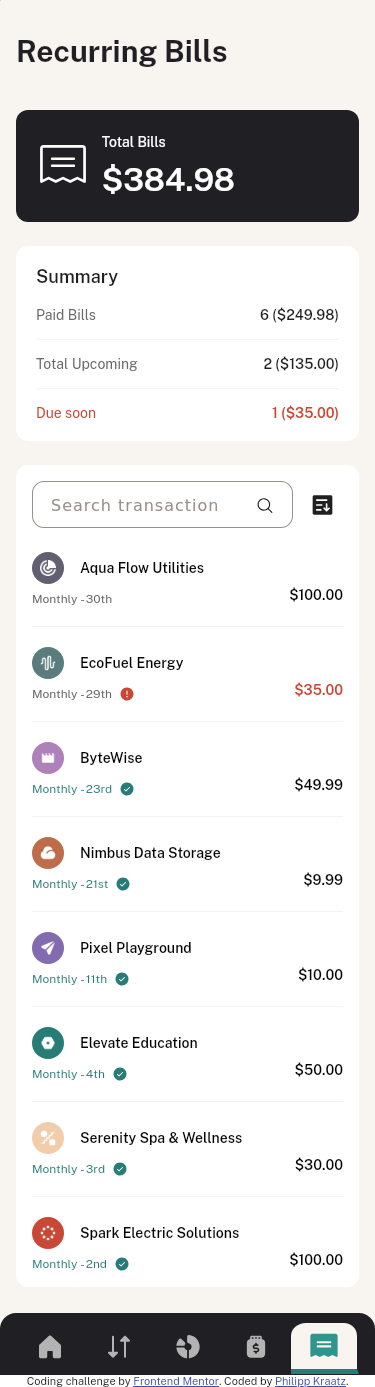 Recurring Bills
Total Bills
$384.98
Summary
Paid Bills 6 ($249.98)
Total Upcoming 2 ($135.00)
Due soon 1 ($35.00)
Search transaction
Aqua Flow Utilities
Monthly - 30th $100.00
EcoFuel Energy
Monthly - 29th $35.00
ByteWise
Monthly - 23rd $49.99
Nimbus Data Storage
Monthly - 21st $9.99
Pixel Playground
Monthly - 11th $10.00
Elevate Education
Monthly - 4th $50.00
Serenity Spa & Wellness
Monthly - 3rd $30.00
Spark Electric Solutions
Monthly - 2nd $100.00
Coding challenge by Frontend Mentor. Coded by Philipp Kraatz.